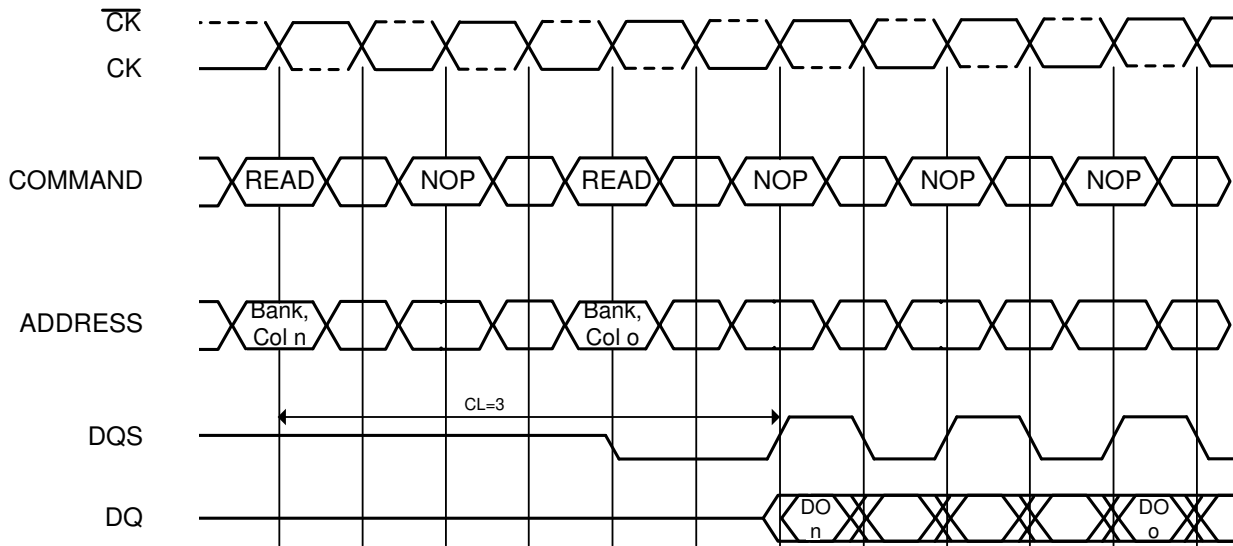 CK
CK
COMMAND READ NOP READ NOP NOP NOP
ADDRESS
Bank,
Col n
Bank,
Col o
CL=3
DQS
DQ
DO
n
DO
o